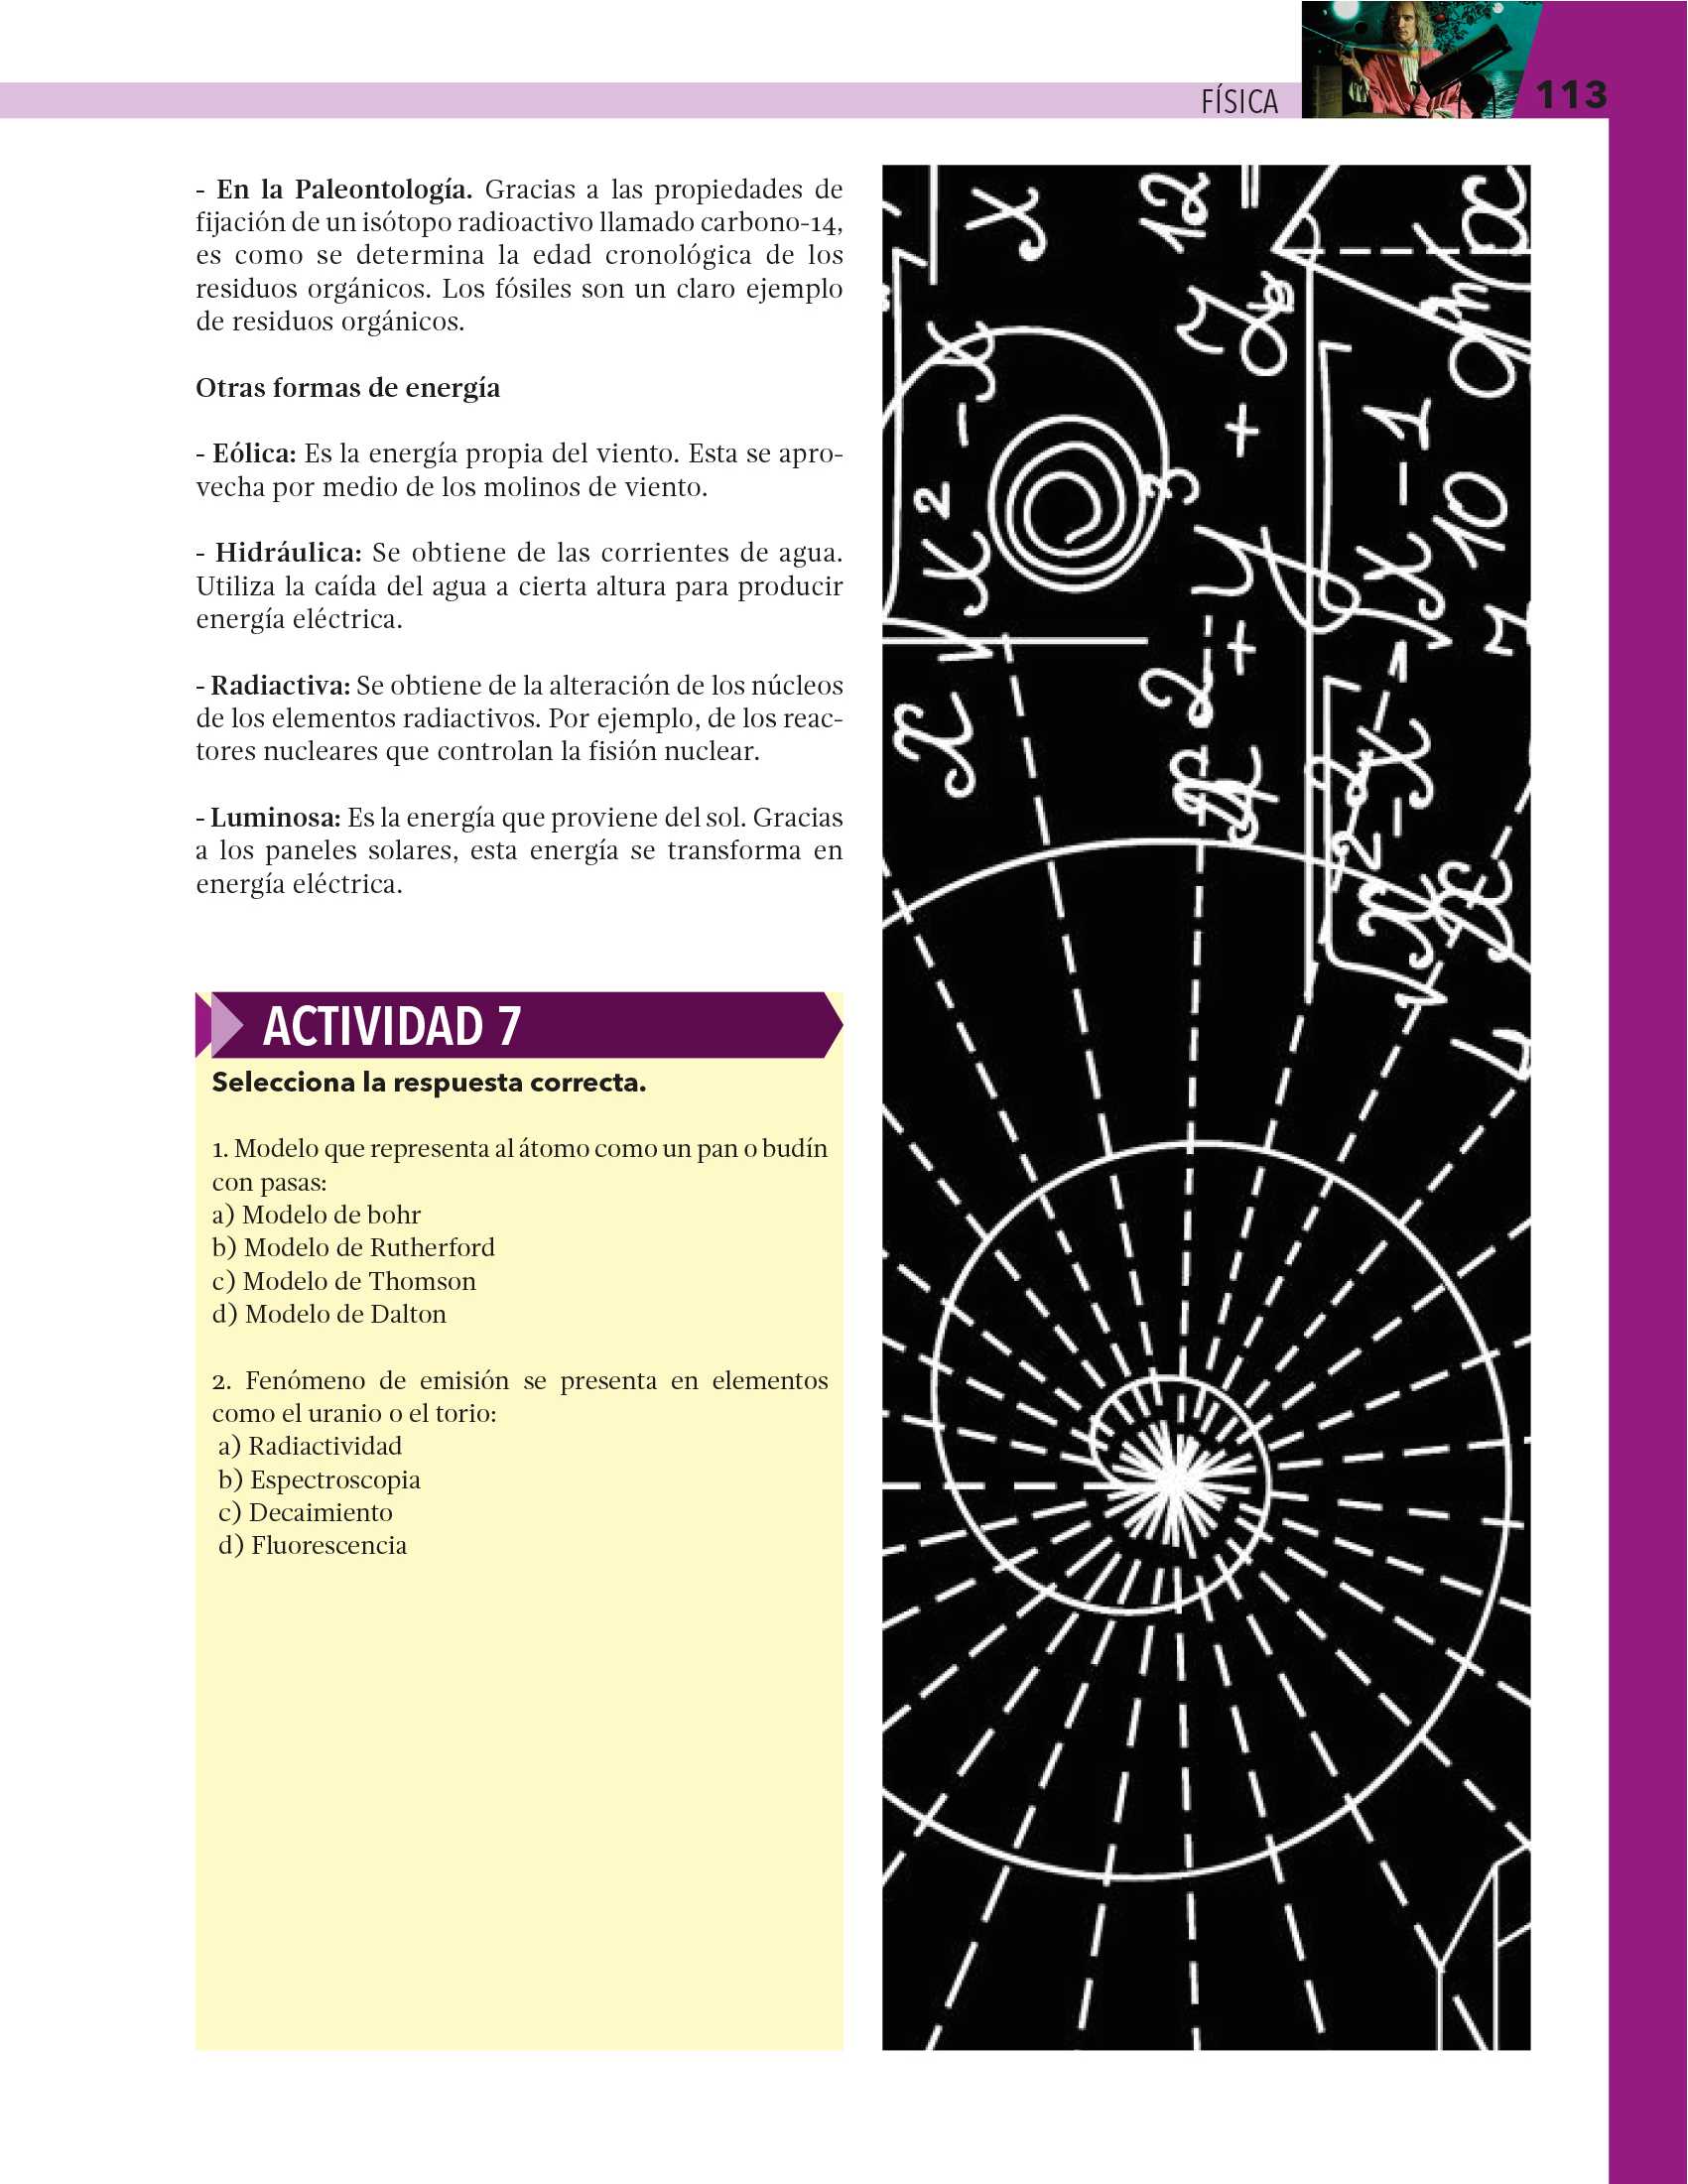 FÍSICA
113
- En la Paleontología. Gracias a las propiedades de
fijación de un isótopo radioactivo llamado carbono-14,
es como se determina la edad cronológica de los
residuos orgánicos. Los fósiles son un claro ejemplo
de residuos orgánicos.
Otras formas de energía
- Eólica: Es la energía propia del viento. Esta se apro-
vecha por medio de los molinos de viento.
- Hidráulica: Se obtiene de las corrientes de agua.
Utiliza la caída del agua a cierta altura para producir
energía eléctrica.
- Radiactiva: Se obtiene de la alteración de los núcleos
de los elementos radiactivos. Por ejemplo, de los reac-
tores nucleares que controlan la fisión nuclear.
- Luminosa: Es la energía que proviene del sol. Gracias
a los paneles solares, esta energía se transforma en
energía eléctrica.
ACTIVIDAD 7
Selecciona la respuesta correcta.
1. Modelo que representa al átomo como un pan o budín
con pasas:
a) Modelo de bohr
b) Modelo de Rutherford
c) Modelo de Thomson
d) Modelo de Dalton
2. Fenómeno de emisión se presenta en elementos
como el uranio o el torio:
a) Radiactividad
b) Espectroscopia
c) Decaimiento
d) Fluorescencia